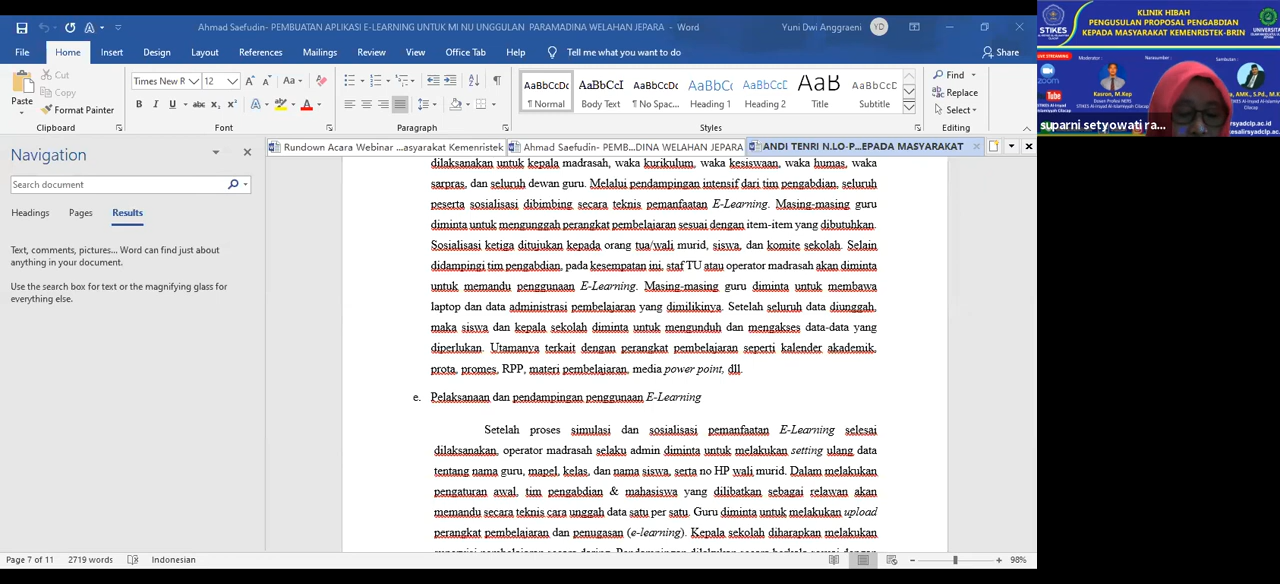 Ahmad Saefudin- PEMBUATAN APLIKASI E-LEARNING UNTUK MI NU UNGGULAN PARAMADINA WELAHAN JEPARA - Word
Yuni Dwi Anggraeni
YD
File Home Insert Design Layout References Mailings Review View Office Tab Help Tell me what you want to do
Share
Paste
Cut
Copy
Format Painter
Clipboard
Times New R 12
Font
Paragraph
AaBbCcDc AaBbCcI AaBbCcDc AaBbCcDc AaBbCcDc AaB AaBbCcDc
¶ Normal Body Text ¶ No Spac... Heading 1 Heading 2 Title Subtitle
Styles
Find
Replace
Select
Editing
Navigation
Search document
Headings Pages Results
Text, comments, pictures... Word can find just about
anything in your document.
Use the search box for text or the magnifying glass for
everything else.
Rundown Acara Webinar ...asyarakat Kemenristek
Ahmad Saefudin- PEMB...DINA WELAHAN JEPARA
ANDI TENRI N.LO-P...EPADA MASYARAKAT
dilaksanakan untuk kepala madrasah, waka kurikulum, waka kesiswaan, waka humas, waka
sarpras, dan seluruh dewan guru. Melalui pendampingan intensif dari tim pengabdian, seluruh
peserta sosialisasi dibimbing secara teknis pemanfaatan E-Learning. Masing-masing guru
diminta untuk mengunggah perangkat pembelajaran sesuai dengan item-item yang dibutuhkan.
Sosialisasi ketiga ditujukan kepada orang tua/wali murid, siswa, dan komite sekolah. Selain
didampingi tim pengabdian, pada kesempatan ini, staf TU atau operator madrasah akan diminta
untuk memandu penggunaan E-Learning. Masing-masing guru diminta untuk membawa
laptop dan data administrasi pembelajaran yang dimilikinya. Setelah seluruh data diunggah,
maka siswa dan kepala sekolah diminta untuk mengunduh dan mengakses data-data yang
diperlukan. Utamanya terkait dengan perangkat pembelajaran seperti kalender akademik,
prota, promes, RPP, materi pembelajaran, media power point, dll.
e. Pelaksanaan dan pendampingan penggunaan E-Learning
Setelah proses simulasi dan sosialisasi pemanfaatan E-Learning selesai
dilaksanakan, operator madrasah selaku admin diminta untuk melakukan setting ulang data
tentang nama guru, mapel, kelas, dan nama siswa, serta no HP wali murid. Dalam melakukan
pengaturan awal, tim pengabdian & mahasiswa yang dilibatkan sebagai relawan akan
memandu secara teknis cara unggah data satu per satu. Guru diminta untuk melakukan upload
perangkat pembelajaran dan penugasan (e-learning). Kepala sekolah diharapkan melakukan
Page 7 of 11 2719 words Indonesian
98%
KLINIK HIBAH
PENGUSULAN PROPOSAL PENGABDIAN
KEPADA MASYARAKAT KEMENRISTEK-BRIN
STIKES
LIVE STREAMING
zoom
Tube
Moderator :
Narasumber :
Sambutan :
Kasron, M.Kep
suparni setyowati ra...